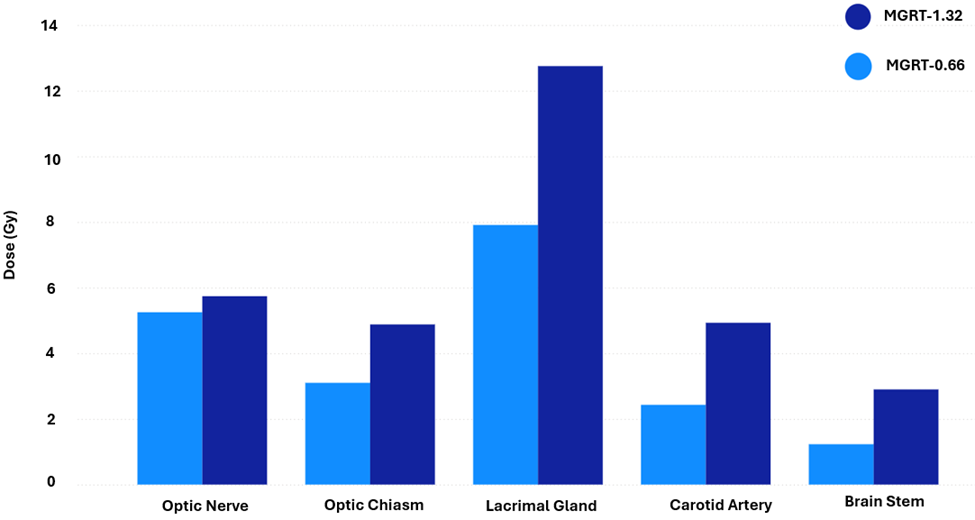 14
MGRT-1.32
MGRT-0.66
12
10
8
6
4
2
0
Dose (Gy)
Optic Nerve
Optic Chiasm
Lacrimal Gland
Carotid Artery
Brain Stem